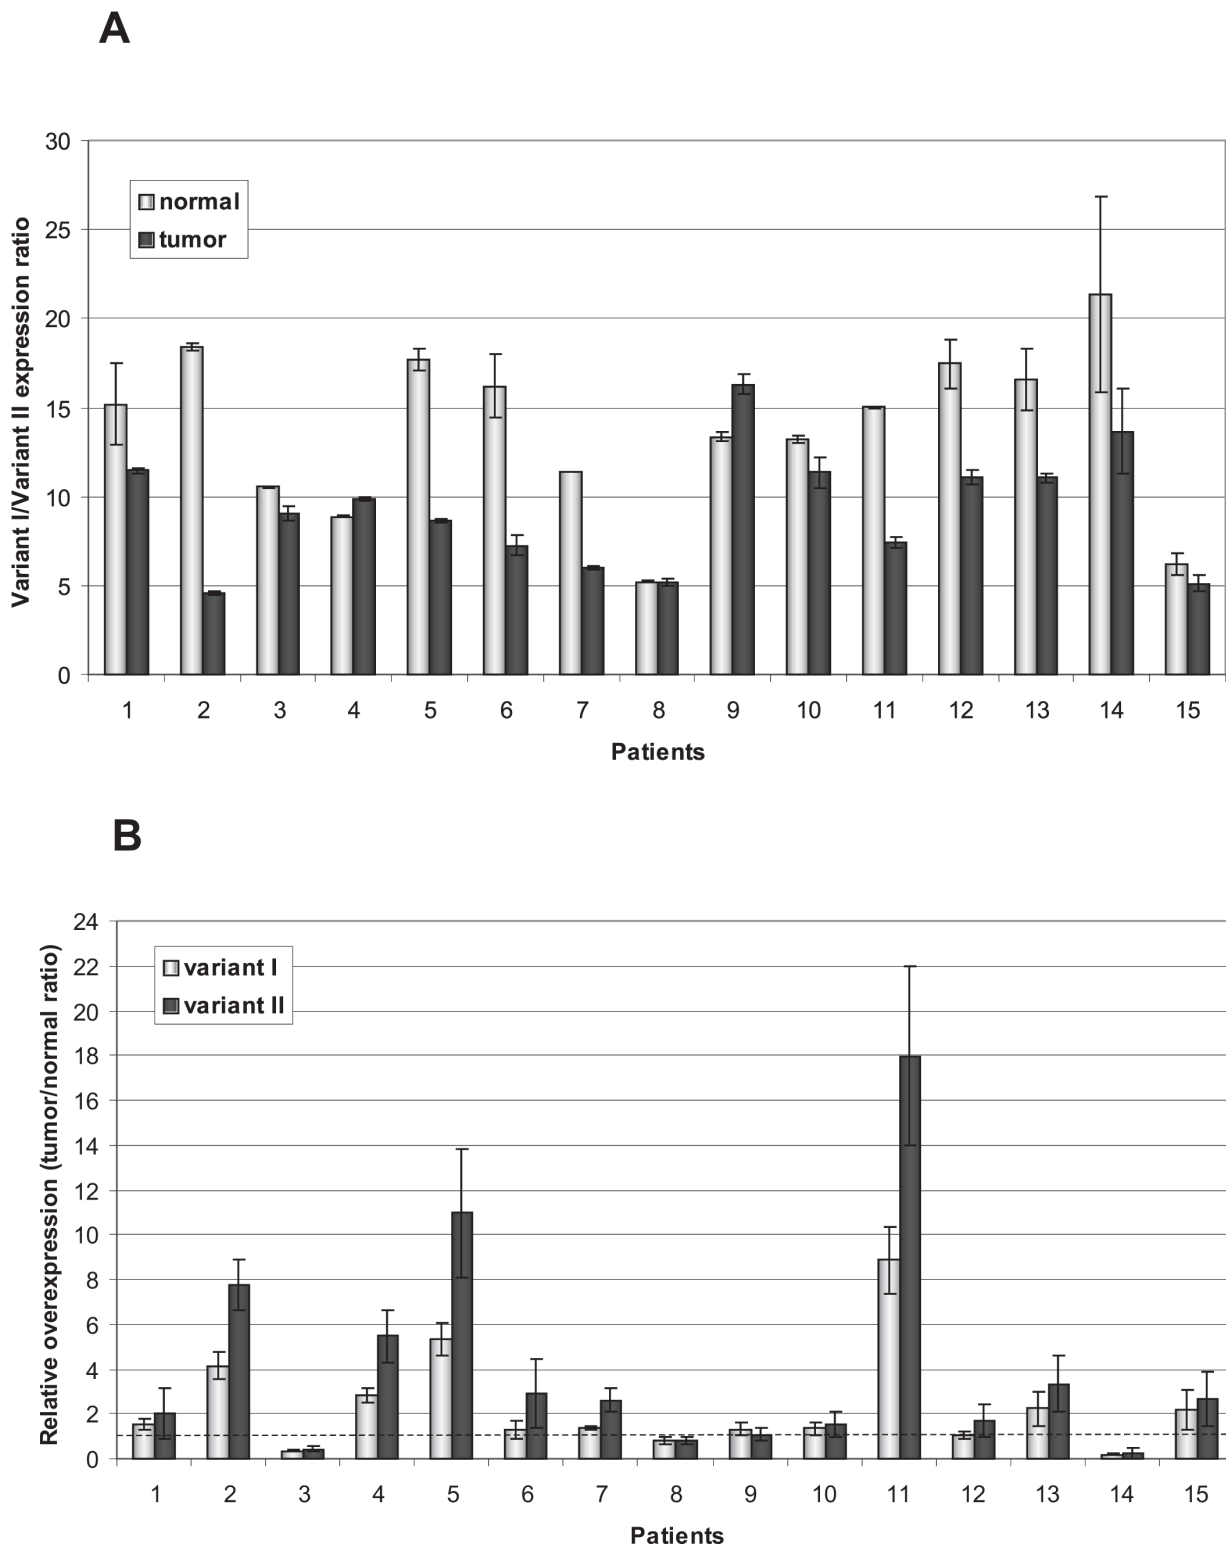 A
Variant I/Variant II expression ratio
30
25
20
15
10
5
0
normal
tumor
1 2 3 4 5 6 7 8 9 10 11 12 13 14 15
Patients
B
Relative overexpression (tumor/normal ratio)
24
22
20
18
16
14
12
10
8
6
4
2
0
variant I
variant II
1 2 3 4 5 6 7 8 9 10 11 12 13 14 15
Patients